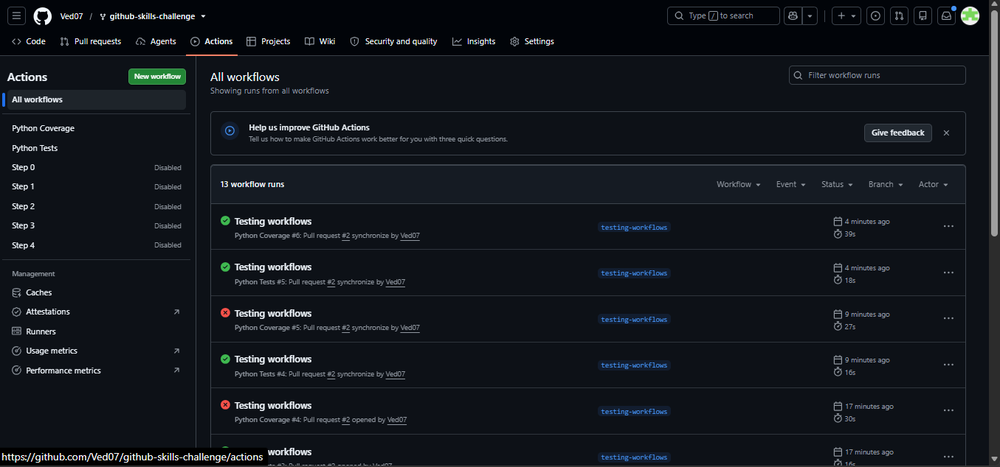 Ved07 / github-skills-challenge
Type / to search
Code Pull requests Agents Actions Projects Wiki Security and quality Insights Settings
Actions
New workflow
All workflows
Python Coverage
Python Tests
Step 0 Disabled
Step 1 Disabled
Step 2 Disabled
Step 3 Disabled
Step 4 Disabled
Management
Caches
Attestations
Runners
Usage metrics
Performance metrics
All workflows
Showing runs from all workflows
Filter workflow runs
Help us improve GitHub Actions
Tell us how to make GitHub Actions work better for you with three quick questions.
Give feedback
13 workflow runs
Workflow Event Status Branch Actor
Testing workflows
Python Coverage #6: Pull request #2 synchronize by Ved07
testing-workflows
4 minutes ago
39s
Testing workflows
Python Tests #5: Pull request #2 synchronize by Ved07
testing-workflows
4 minutes ago
18s
Testing workflows
Python Coverage #5: Pull request #2 synchronize by Ved07
testing-workflows
9 minutes ago
27s
Testing workflows
Python Tests #4: Pull request #2 synchronize by Ved07
testing-workflows
9 minutes ago
16s
Testing workflows
Python Coverage #4: Pull request #2 opened by Ved07
testing-workflows
17 minutes ago
30s
workflows
testing-workflows
17 minutes ago
16s
https://github.com/Ved07/github-skills-challenge/actions